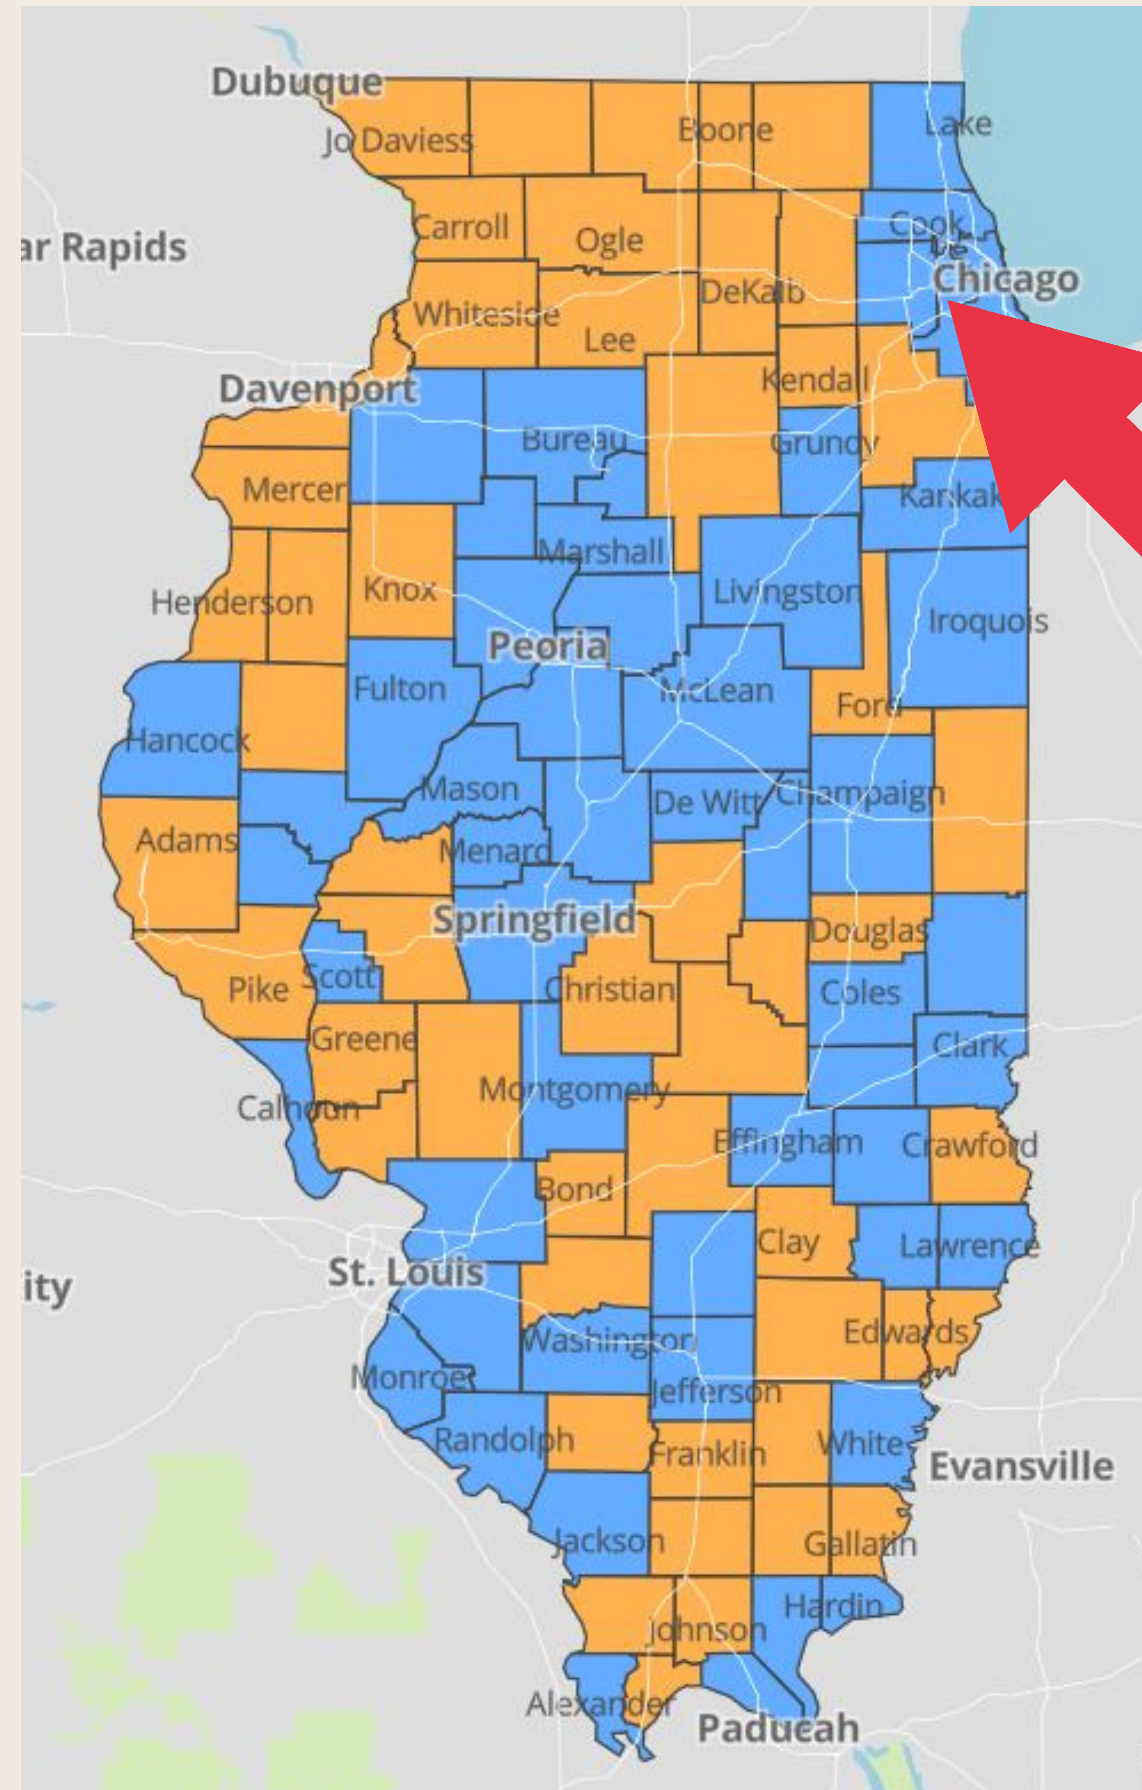 Dubuque
Jo Daviess
Boone
Lake
Carroll
Ogle
Cook
ar Rapids
Chicago
DeKalb
Whiteside
Lee
Kendall
Davenport
Bureau
Grundy
Mercer
Kankak
Marshall
Henderson
Knox
Livingston
Iroquois
Peoria
Fulton
McLean
Ford
Hancock
Mason
De Witt
Champaign
Adams
Menard
Springfield
Douglas
Pike
Scott
Christian
Coles
Greene
Clark
Montgomery
Calhoun
Effingham
Crawford
Bond
Clay
Lawrence
St. Louis
ity
Washington
Edwards
Monroe
Jefferson
Randolph
Franklin
White
Evansville
Jackson
Gallatin
Hardin
Johnson
Alexander
Paducah